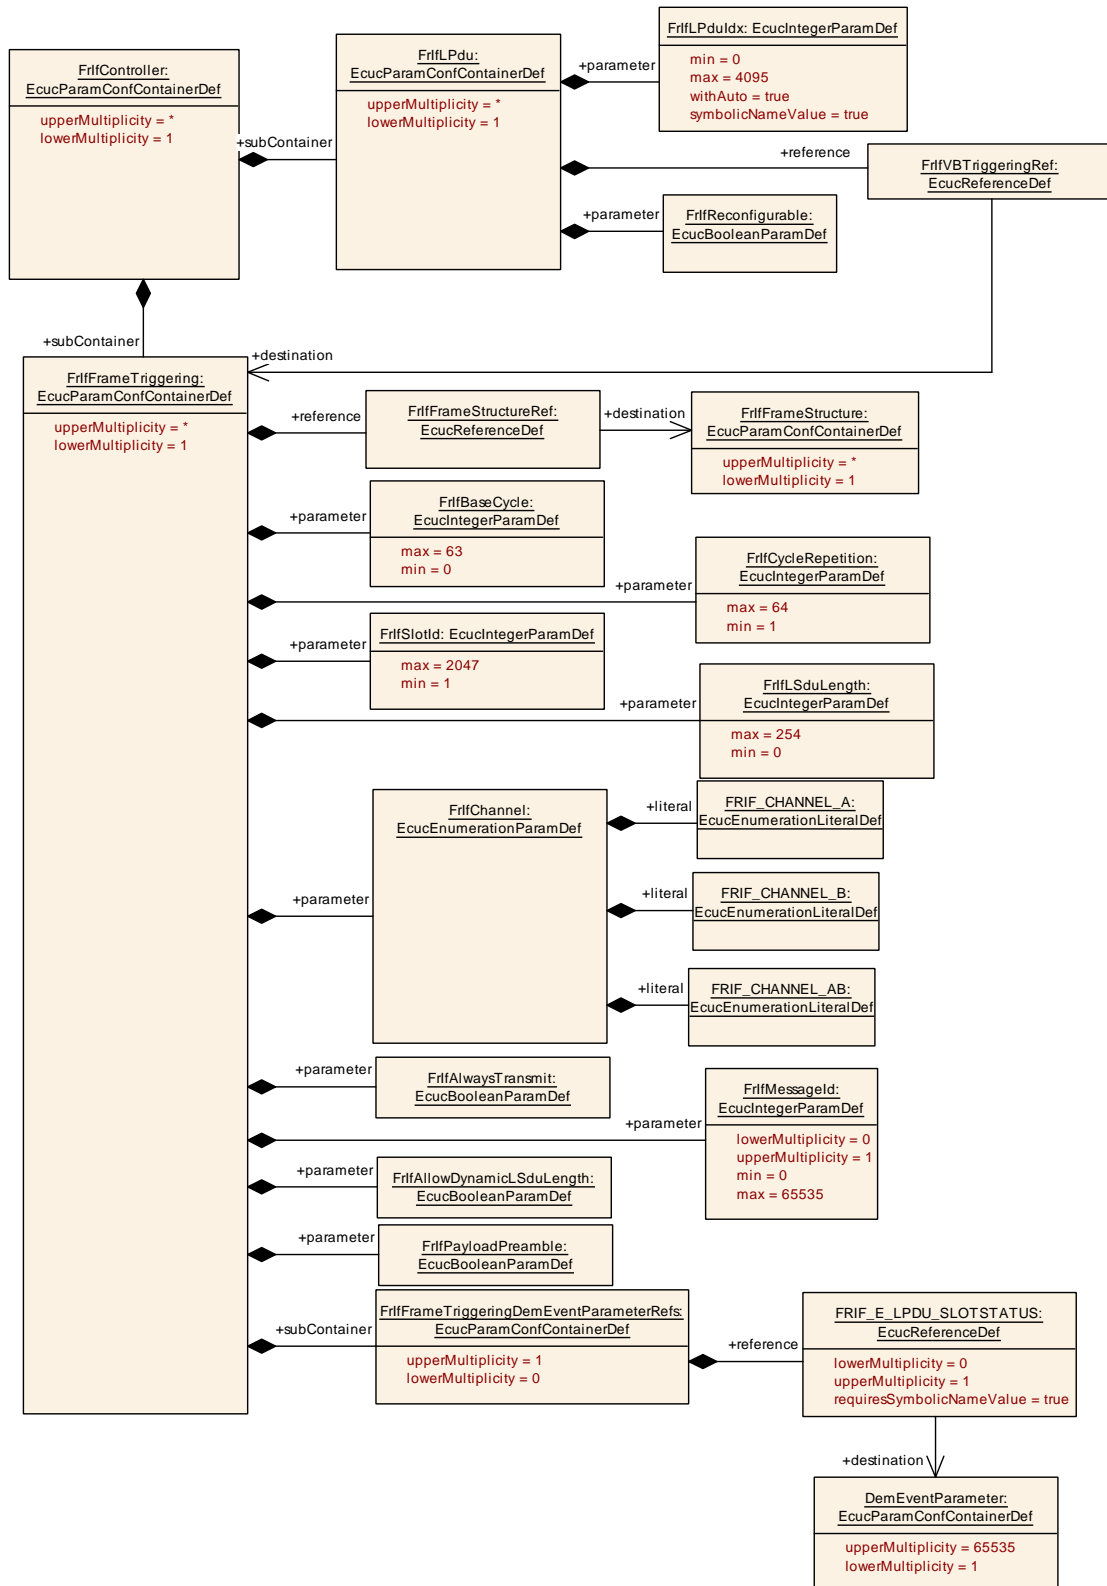 FrIfController:
EcucParamConfContainerDef
upperMultiplicity = *
lowerMultiplicity = 1
+subContainer
FrIfLPdu:
EcucParamConfContainerDef
upperMultiplicity = *
lowerMultiplicity = 1
+parameter
FrIfLPduIdx: EcucIntegerParamDef
min = 0
max = 4095
withAuto = true
symbolicNameValue = true
+reference
FrIfVBTriggeringRef:
EcucReferenceDef
+parameter
FrIfReconfigurable:
EcucBooleanParamDef
+subContainer
+destination
FrIfFrameTriggering:
EcucParamConfContainerDef
upperMultiplicity = *
lowerMultiplicity = 1
+reference
FrIfFrameStructureRef:
EcucReferenceDef
+destination
FrIfFrameStructure:
EcucParamConfContainerDef
upperMultiplicity = *
lowerMultiplicity = 1
+parameter
FrIfBaseCycle:
EcucIntegerParamDef
max = 63
min = 0
+parameter
FrIfCycleRepetition:
EcucIntegerParamDef
max = 64
min = 1
+parameter
FrIfSlotId: EcucIntegerParamDef
max = 2047
min = 1
+parameter
FrIfLSduLength:
EcucIntegerParamDef
max = 254
min = 0
+parameter
FrIfChannel:
EcucEnumerationParamDef
+literal
FRIF_CHANNEL_A:
EcucEnumerationLiteralDef
+literal
FRIF_CHANNEL_B:
EcucEnumerationLiteralDef
+literal
FRIF_CHANNEL_AB:
EcucEnumerationLiteralDef
+parameter
FrIfAlwaysTransmit:
EcucBooleanParamDef
+parameter
FrIfMessageId:
EcucIntegerParamDef
lowerMultiplicity = 0
upperMultiplicity = 1
min = 0
max = 65535
+parameter
FrIfAllowDynamicLSduLength:
EcucBooleanParamDef
+parameter
FrIfPayloadPreamble:
EcucBooleanParamDef
+subContainer
FrIfFrameTriggeringDemEventParameterRefs:
EcucParamConfContainerDef
upperMultiplicity = 1
lowerMultiplicity = 0
+reference
FRIF_E_LPDU_SLOTSTATUS:
EcucReferenceDef
lowerMultiplicity = 0
upperMultiplicity = 1
requiresSymbolicNameValue = true
+destination
DemEventParameter:
EcucParamConfContainerDef
upperMultiplicity = 65535
lowerMultiplicity = 1